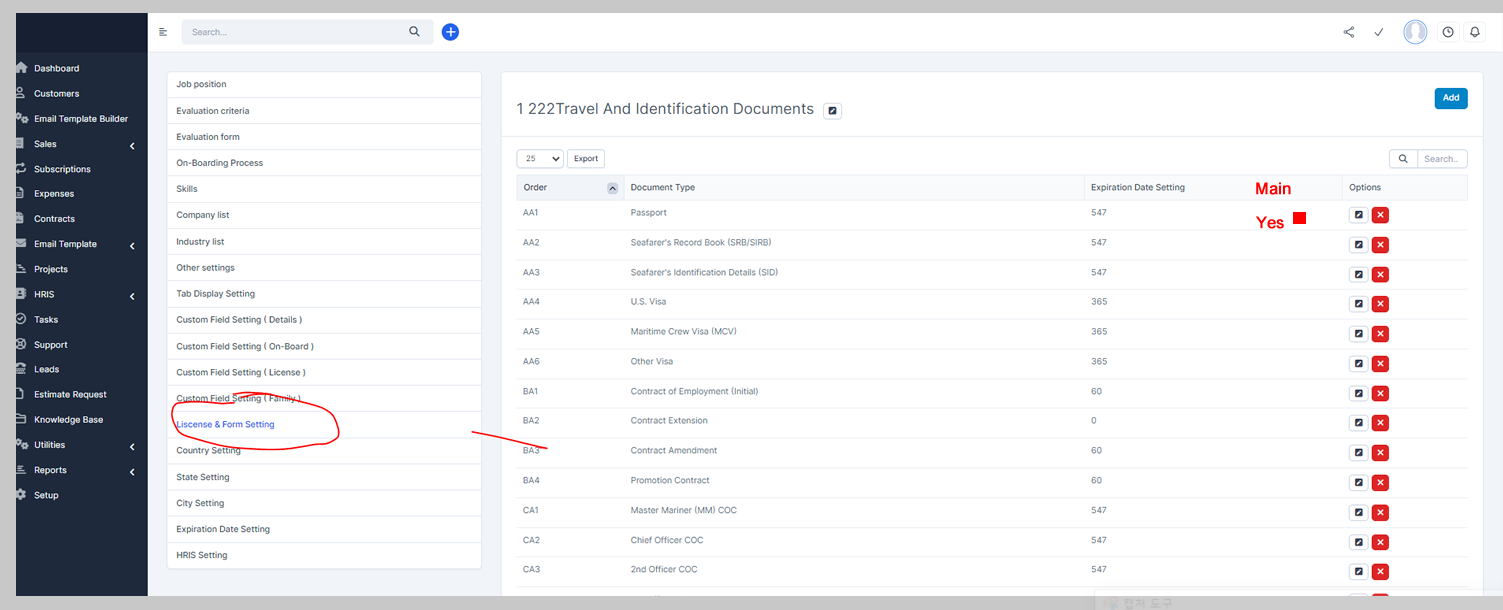 Search...
Dashboard
Customers
Email Template Builder
Sales
Subscriptions
Expenses
Contracts
Email Template
Projects
HRIS
Tasks
Support
Leads
Estimate Request
Knowledge Base
Utilities
Reports
Setup
Job position
Evaluation criteria
Evaluation form
On-Boarding Process
Skills
Company list
Industry list
Other settings
Tab Display Setting
Custom Field Setting ( Details )
Custom Field Setting ( On-Board )
Custom Field Setting ( License )
Custom Field Setting ( Family )
Liscense & Form Setting
Country Setting
State Setting
City Setting
Expiration Date Setting
HRIS Setting
1 222Travel And Identification Documents
Add
25 Export Search...
Order Document Type Expiration Date Setting Main Options
AA1 Passport 547 Yes
AA2 Seafarer's Record Book (SRB/SIRB) 547
AA3 Seafarer's Identification Details (SID) 547
AA4 U.S. Visa 365
AA5 Maritime Crew Visa (MCV) 365
AA6 Other Visa 365
BA1 Contract of Employment (Initial) 60
BA2 Contract Extension 0
BA3 Contract Amendment 60
BA4 Promotion Contract 60
CA1 Master Mariner (MM) COC 547
CA2 Chief Officer COC 547
CA3 2nd Officer COC 547
캡처 도구